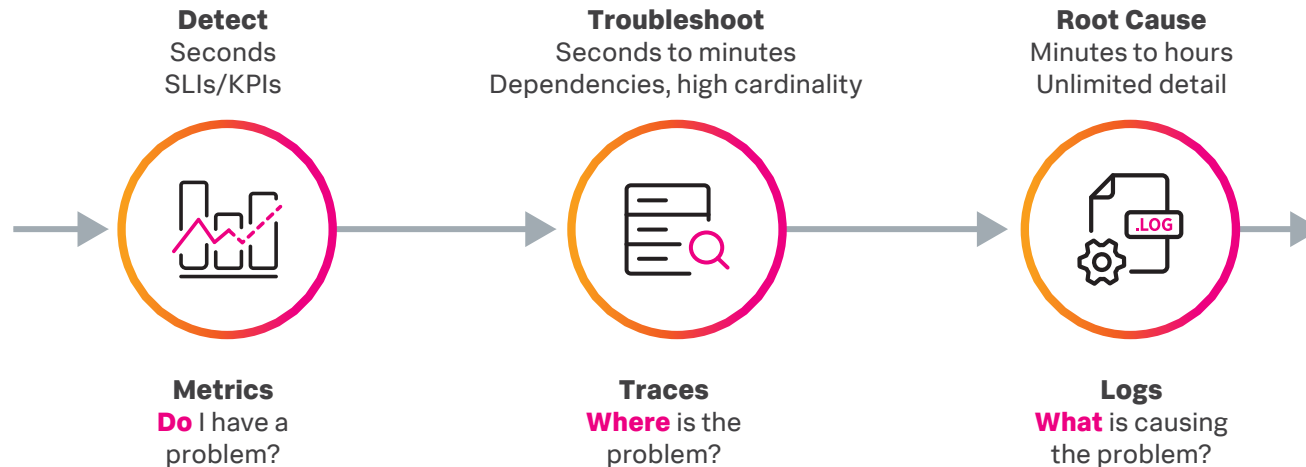 Detect
Seconds
SLIs/KPIs
Troubleshoot
Seconds to minutes
Dependencies, high cardinality
Root Cause
Minutes to hours
Unlimited detail
.LOG
Metrics
Do I have a
problem?
Traces
Where is the
problem?
Logs
What is causing
the problem?